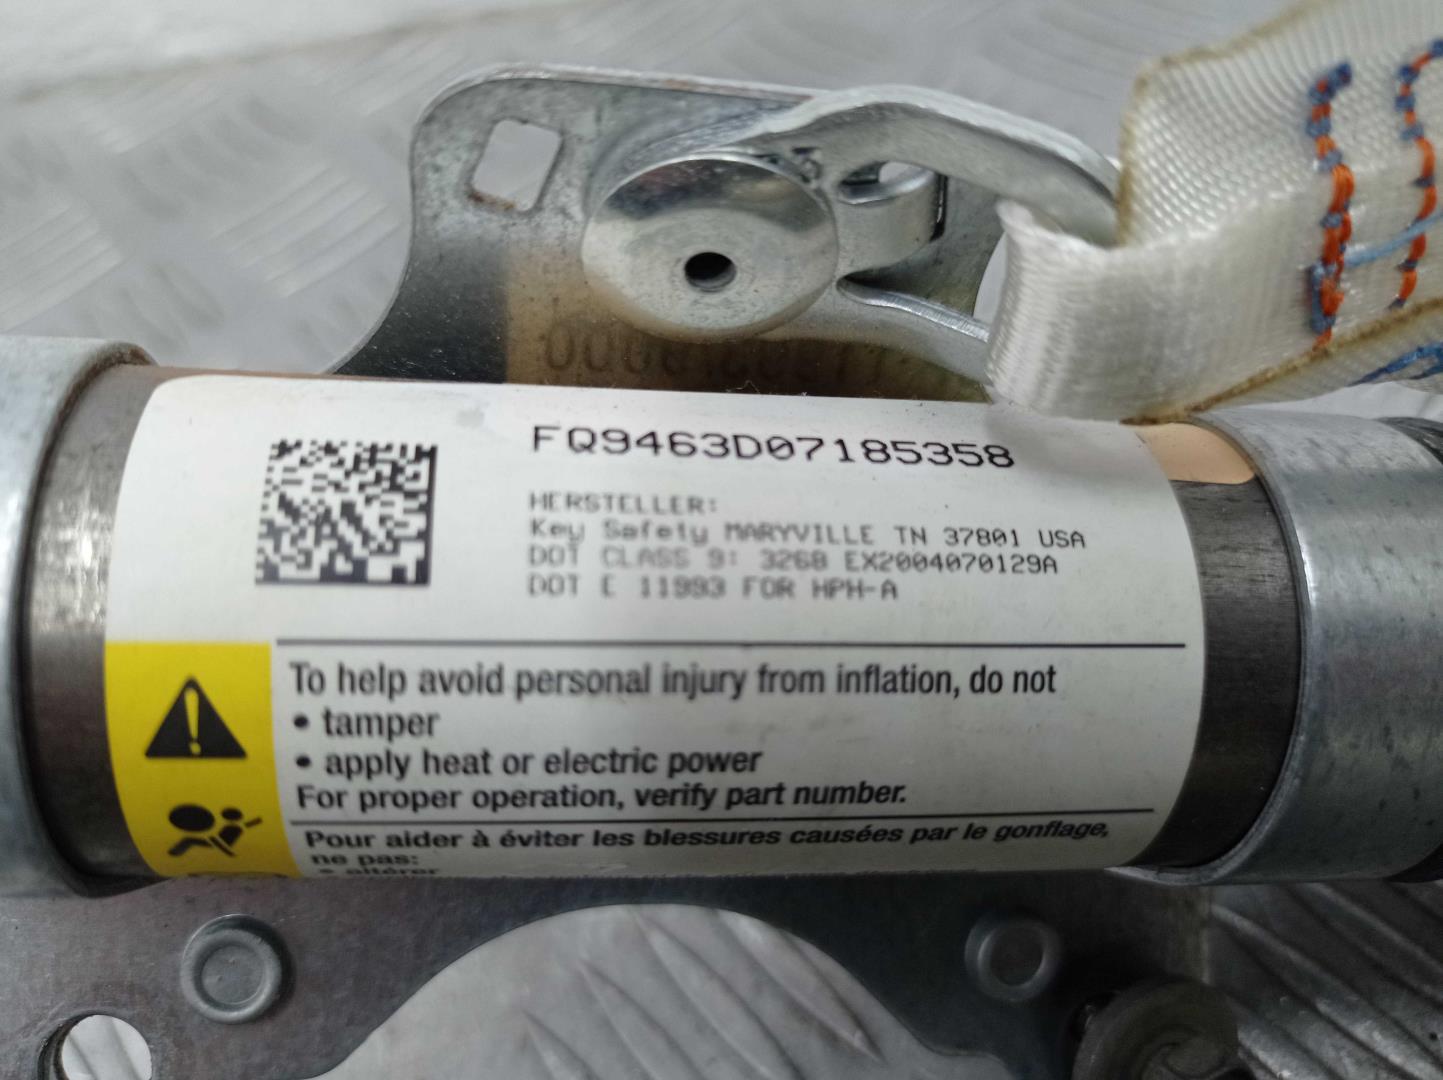 FQ9463D07185358
HERSTELLER:
Key Safety MARYVILLE TN 37801 USA
DOT CLASS 9: 3268 EX2004070129A
DOT E 11993 FOR HPH-A
To help avoid personal injury from inflation, do not
• tamper
• apply heat or electric power
For proper operation, verify part number.
Pour aider à éviter les blessures causées par le gonflage,
ne pas:
• altérer